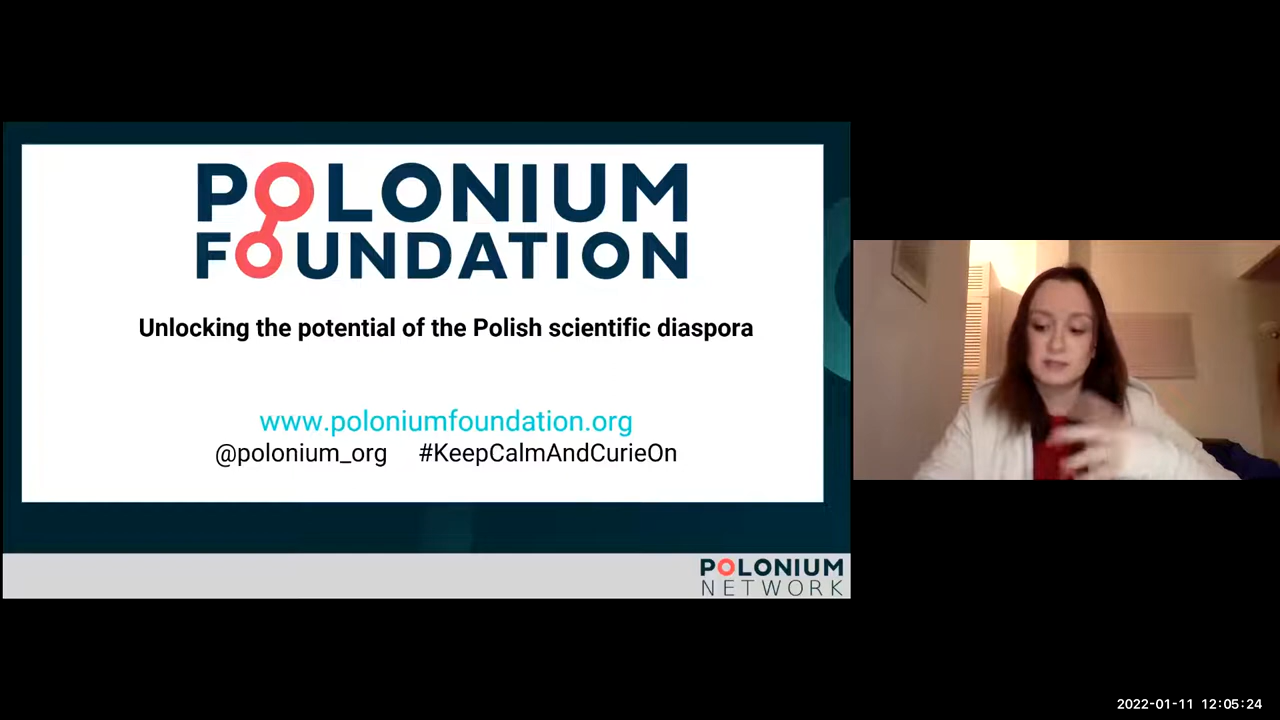 POLONIUM
FOUNDATION
Unlocking the potential of the Polish scientific diaspora
www.poloniumfoundation.org
@polonium_org #KeepCalmAndCurieOn
POLONIUM
NETWORK
2022-01-11 12:05:24